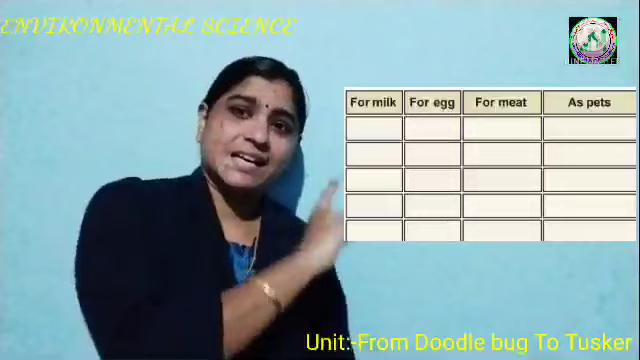 ENVIRONMENTAL SCIENCE
For milk For egg For meat As pets
Unit:-From Doodle bug To Tusker